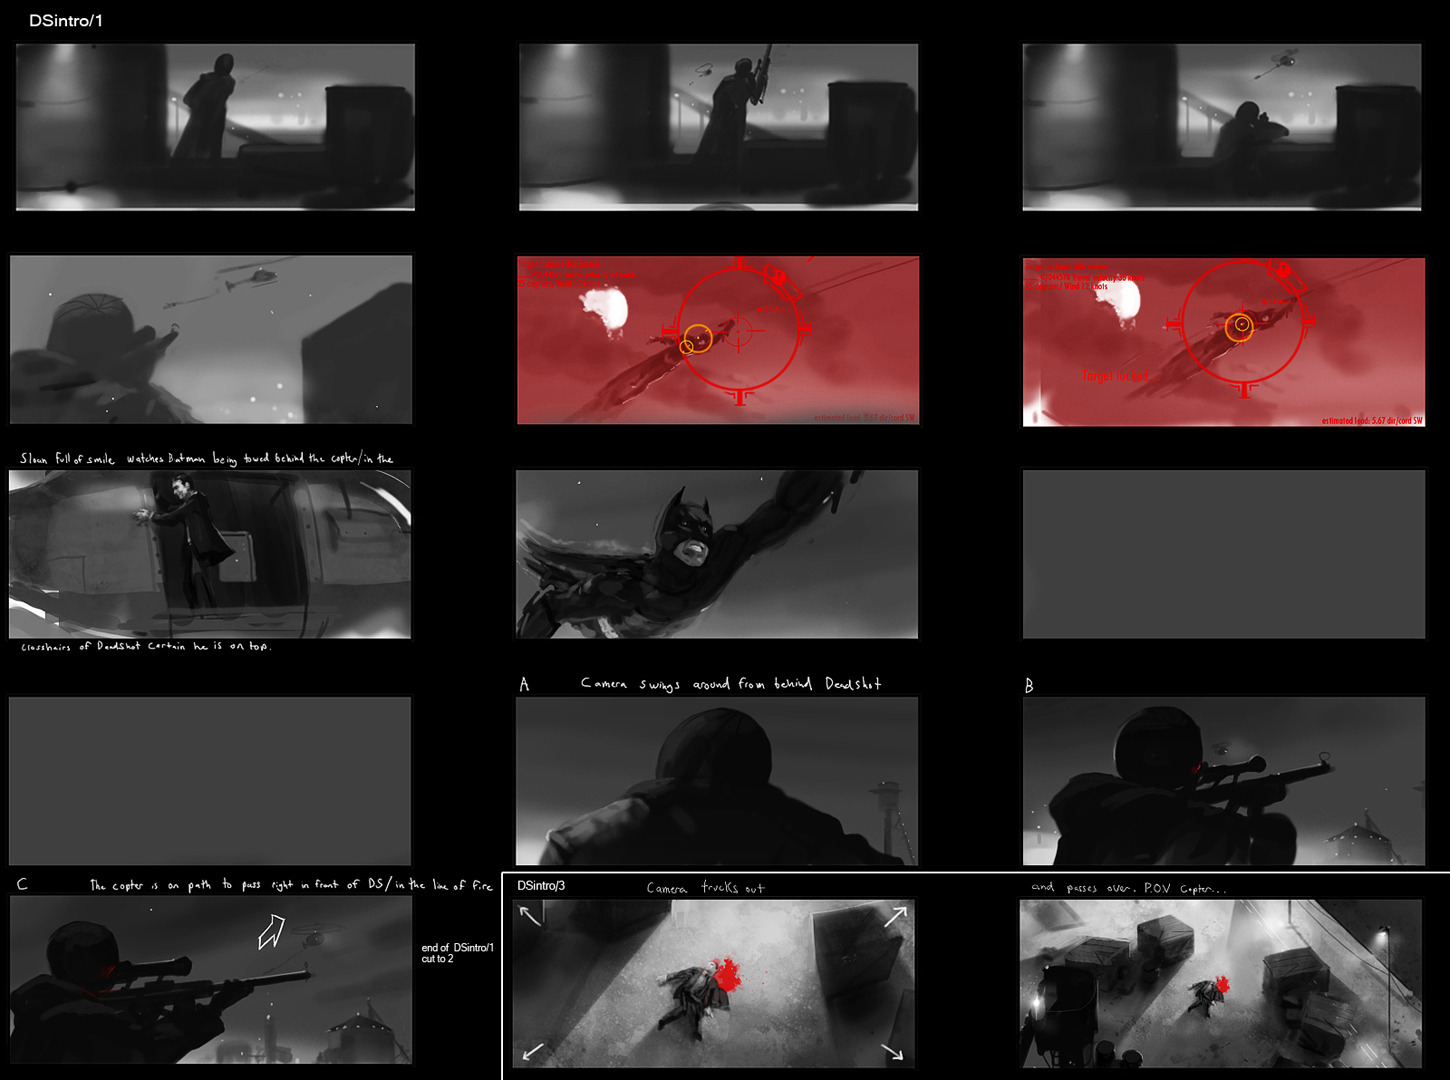 DSintro/1
estimated lead: 5.67 dir/cord SW
Wind 12 knots
Target locked
estimated lead: 5.67 dir/cord SW
Sloan Full of smile watches Batman being towed behind the copter/in the
crosshairs of DeadShot Certain he is on top.
A Camera swings around from behind Deadshot
B
C The copter is on path to pass right in front of DS/in the line of fire
end of DSintro/1
cut to 2
DSintro/3 Camera trucks out
and passes over. P.O.V Copter...